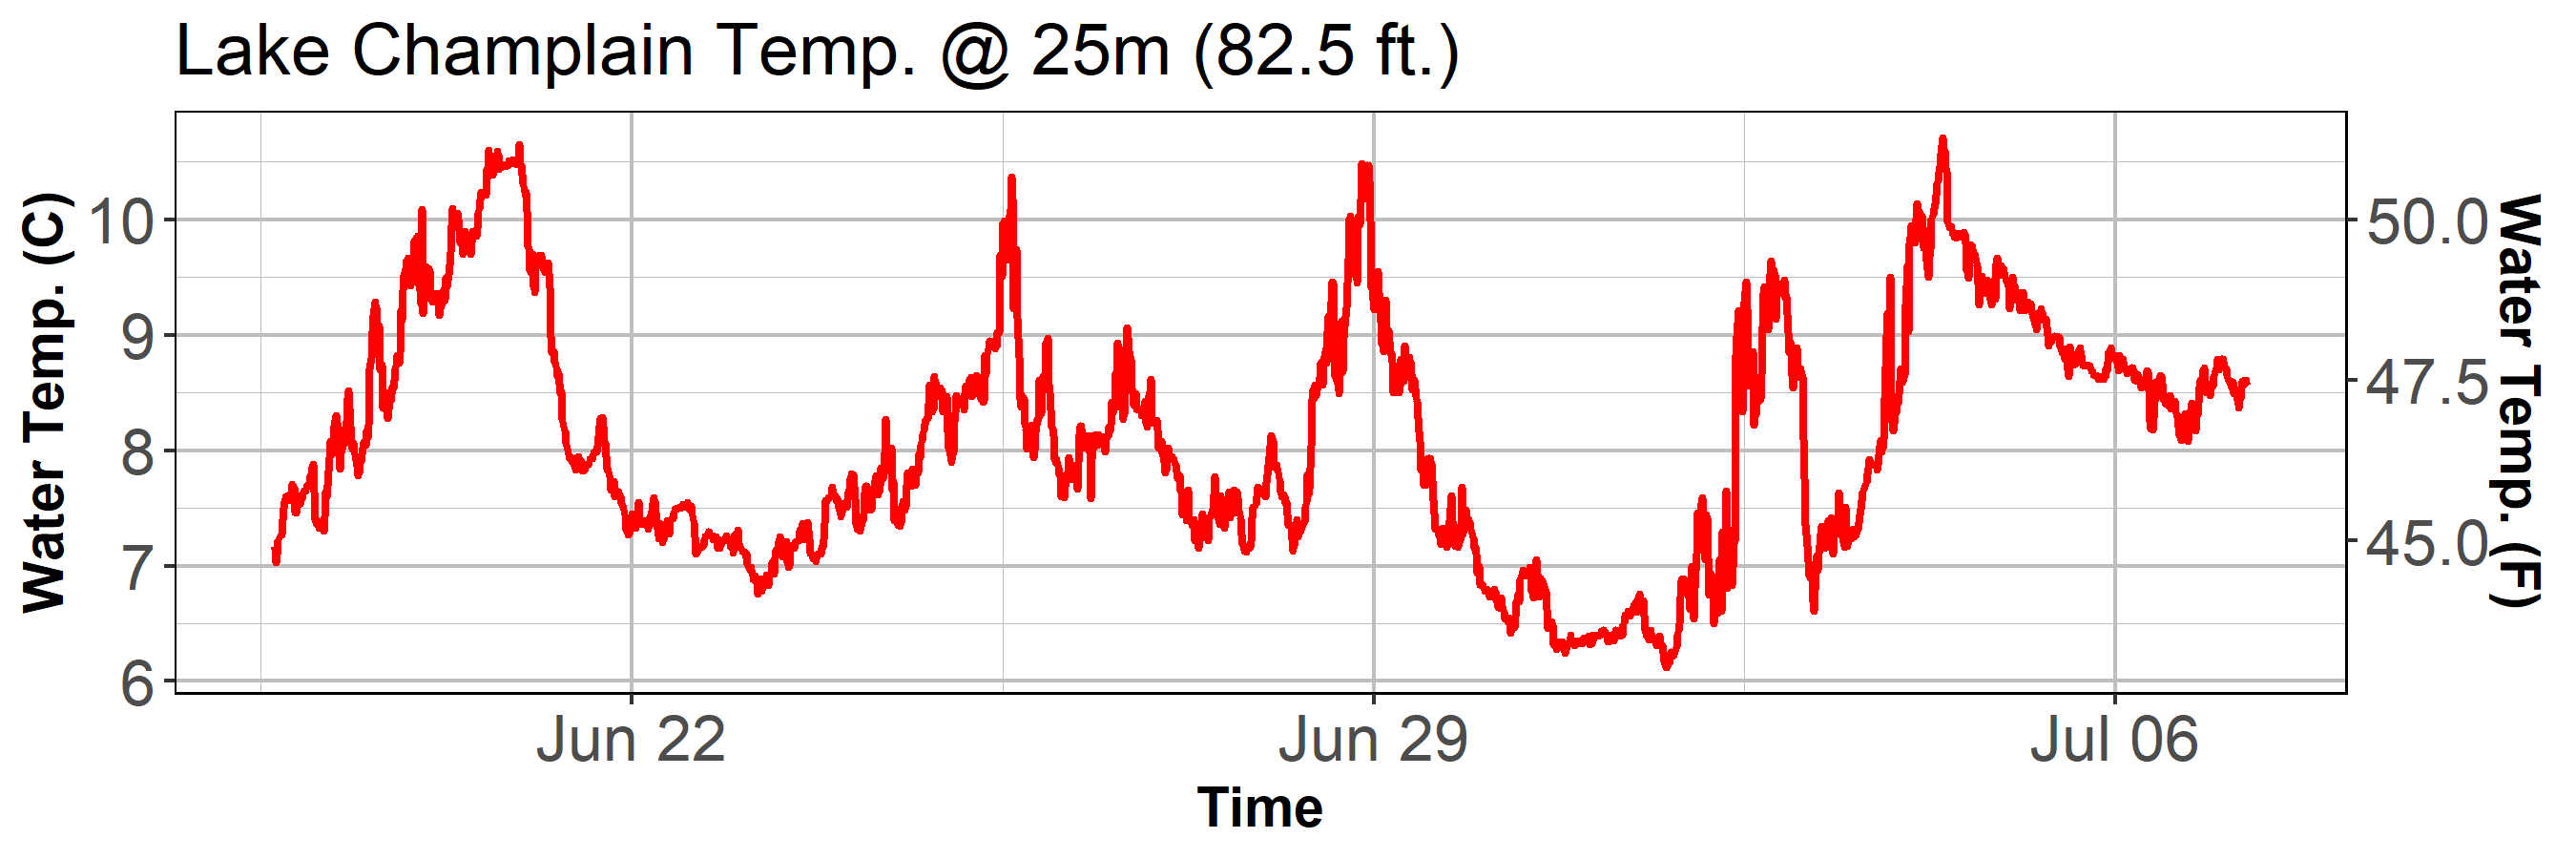 Lake Champlain Temp. @ 25m (82.5 ft.)
Water Temp. (C)
10
9
8
7
6
50.0
47.5
45.0
Water Temp. (F)
Jun 22
Jun 29
Jul 06
Time